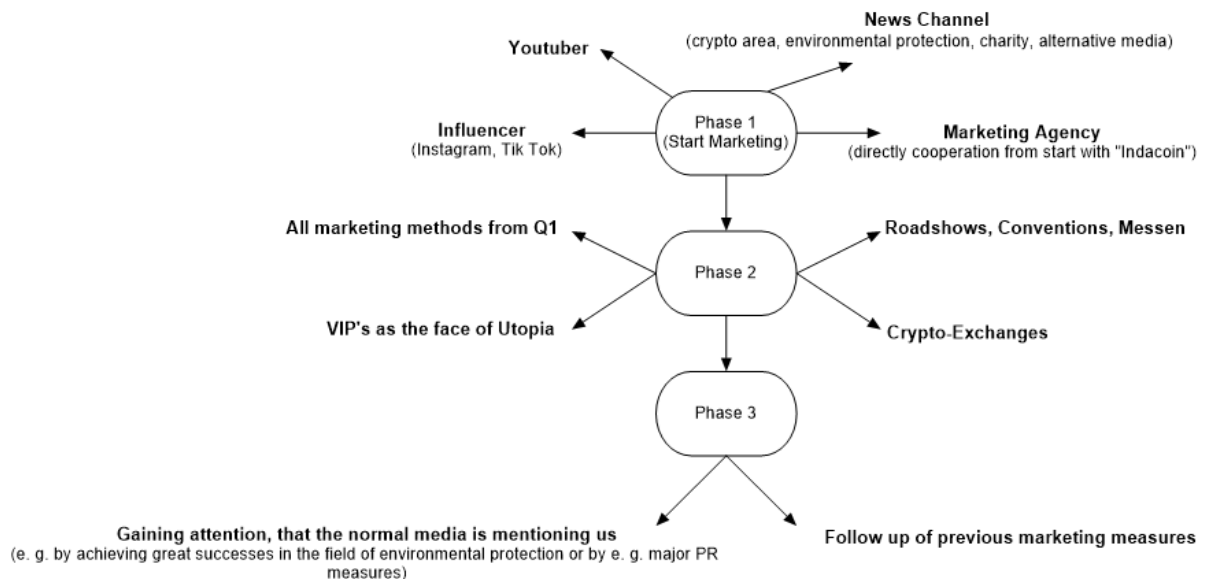 News Channel
(crypto area, environmental protection, charity, alternative media)
Youtuber
Phase 1
(Start Marketing)
Influencer
(Instagram, Tik Tok)
Marketing Agency
(directly cooperation from start with "Indacoin")
All marketing methods from Q1
Roadshows, Conventions, Messen
Phase 2
VIP's as the face of Utopia
Crypto-Exchanges
Phase 3
Gaining attention, that the normal media is mentioning us
(e. g. by achieving great successes in the field of environmental protection or by e. g. major PR
measures)
Follow up of previous marketing measures